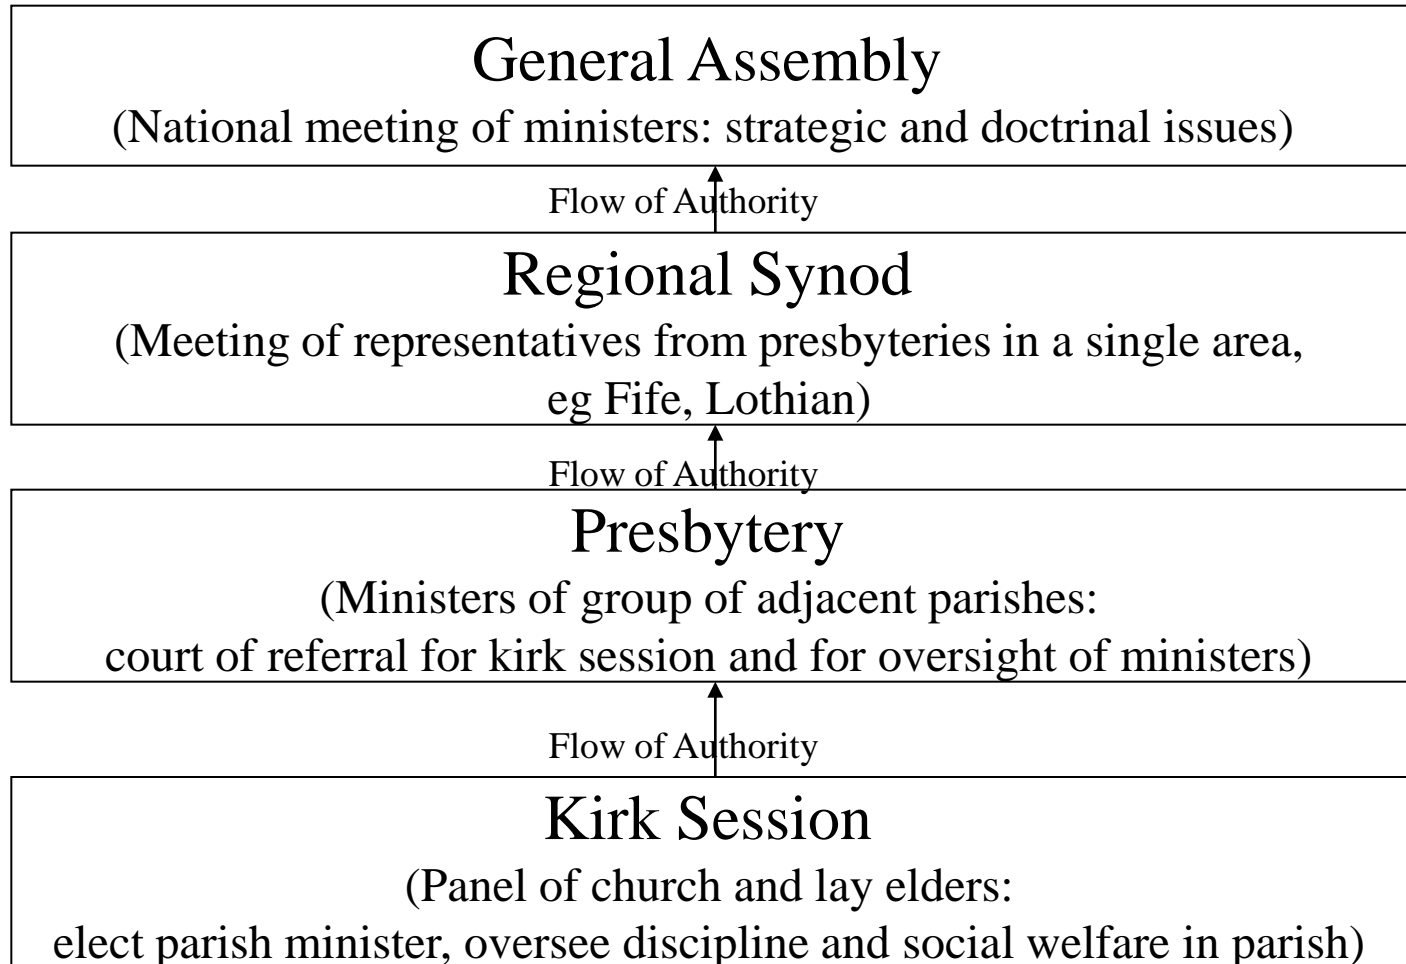 General Assembly
(National meeting of ministers: strategic and doctrinal issues)
Flow of Authority
Regional Synod
(Meeting of representatives from presbyteries in a single area,
eg Fife, Lothian)
Flow of Authority
Presbytery
(Ministers of group of adjacent parishes:
court of referral for kirk session and for oversight of ministers)
Flow of Authority
Kirk Session
(Panel of church and lay elders:
elect parish minister, oversee discipline and social welfare in parish)